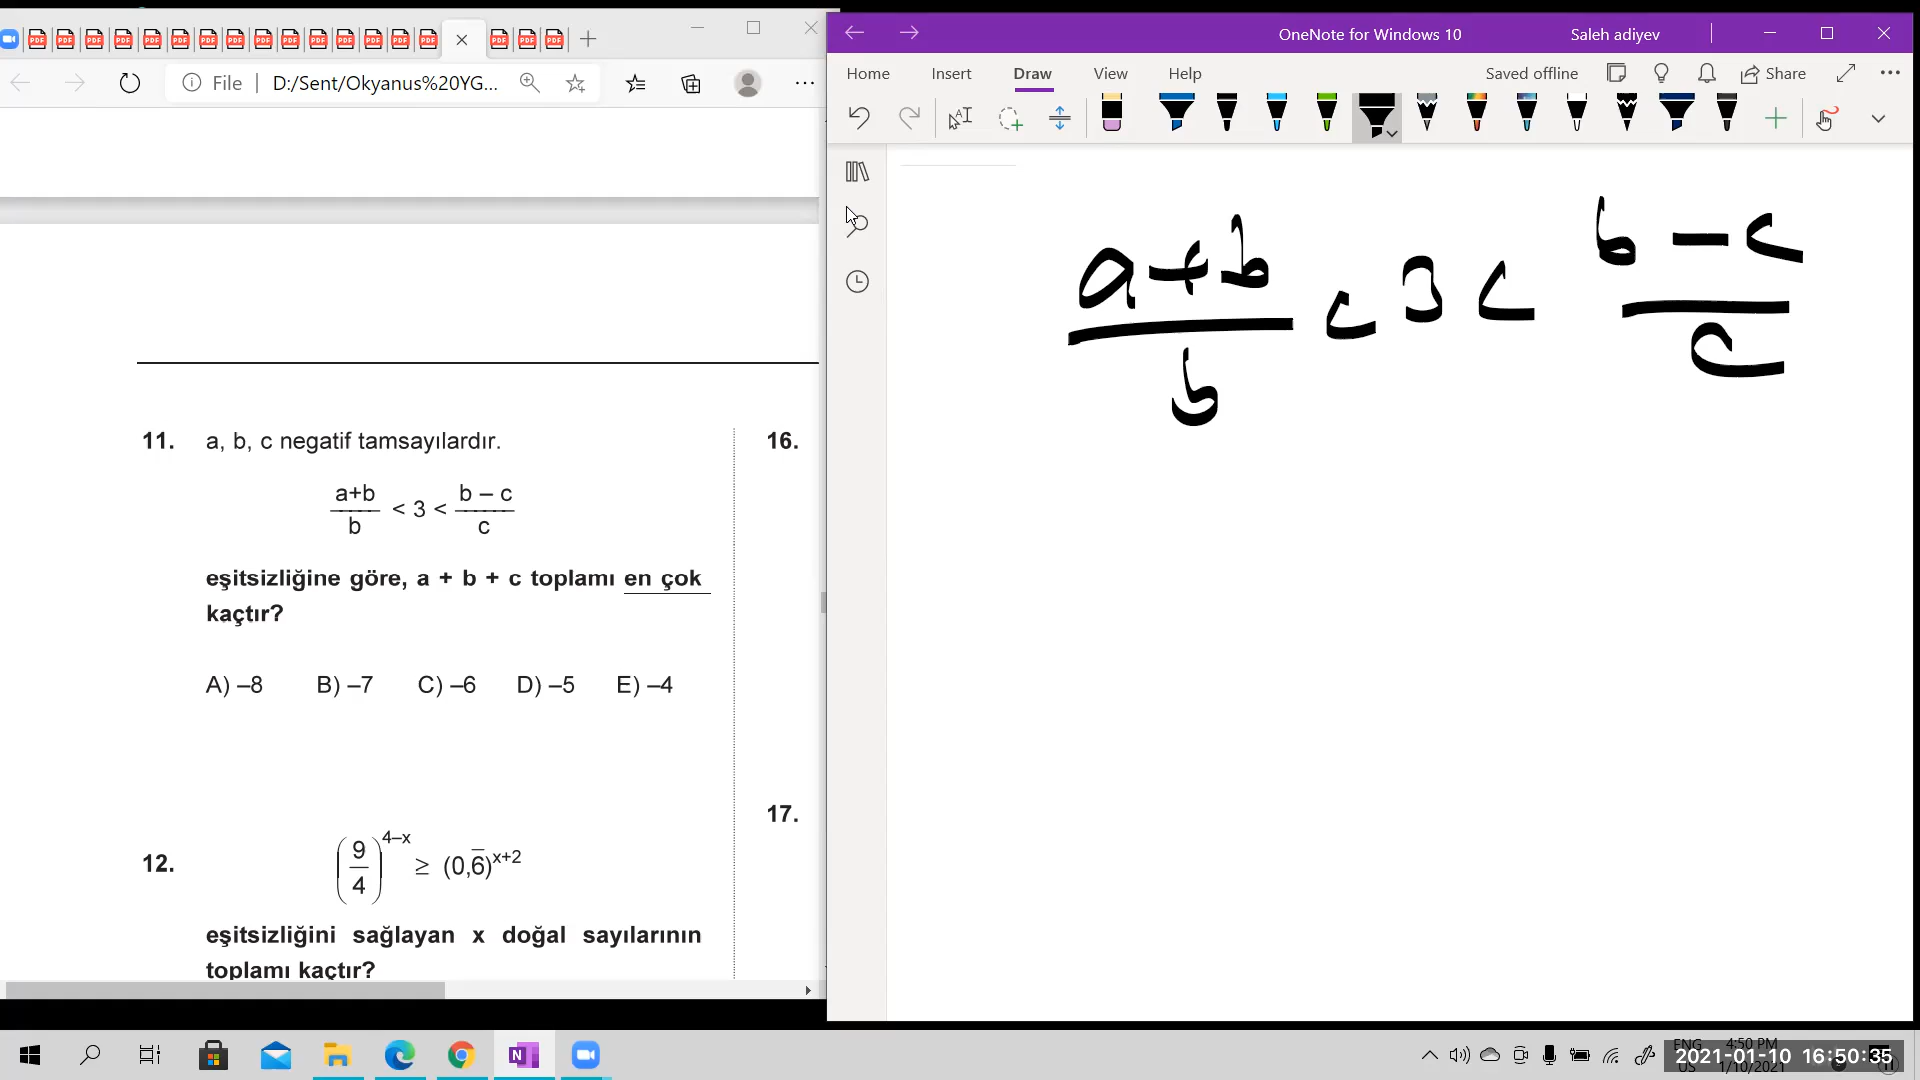 OneNote for Windows 10
Saleh adiyev
File
D:/Sent/Okyanus%20YG...
Home
Insert
Draw
View
Help
Saved offline
Share
a+b
b
< 3 <
b – c
c
11. a, b, c negatif tamsayılardır.
a+b
b
< 3 <
b – c
c
eşitsizliğine göre, a + b + c toplamı en çok
kaçtır?
A) –8 B) –7 C) –6 D) –5 E) –4
16.
12. (9/4)^4–x ≥ (0,6̅)^x+2
eşitsizliğini sağlayan x doğal sayılarının
toplamı kaçtır?
17.
ENG
US
4:50 PM
1/10/2021
2021-01-10 16:50:35